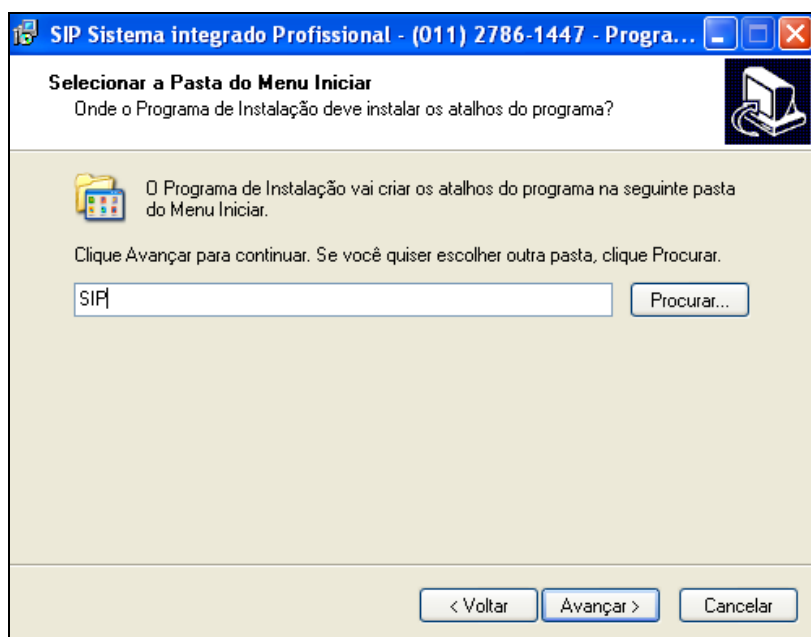 SIP Sistema integrado Profissional - (011) 2786-1447 - Progra...
Selecionar a Pasta do Menu Iniciar
Onde o Programa de Instalação deve instalar os atalhos do programa?
O Programa de Instalação vai criar os atalhos do programa na seguinte pasta
do Menu Iniciar.
Clique Avançar para continuar. Se você quiser escolher outra pasta, clique Procurar.
SIP
Procurar...
< Voltar
Avançar >
Cancelar